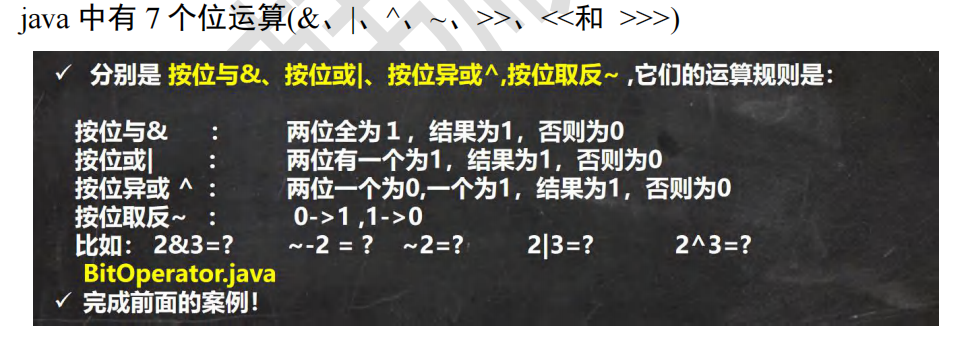 java 中有 7 个位运算(&、|、^、~、>>、<<和 >>>)
✓ 分别是 按位与&、按位或|、按位异或^,按位取反~ ,它们的运算规则是：
按位与& : 两位全为１，结果为1，否则为0
按位或| : 两位有一个为1，结果为1，否则为0
按位异或 ^ : 两位一个为0,一个为1，结果为1，否则为0
按位取反~ : 0->1 ,1->0
比如： 2&3=? ~-2 = ? ~2=? 2|3=? 2^3=?
BitOperator.java
✓ 完成前面的案例！